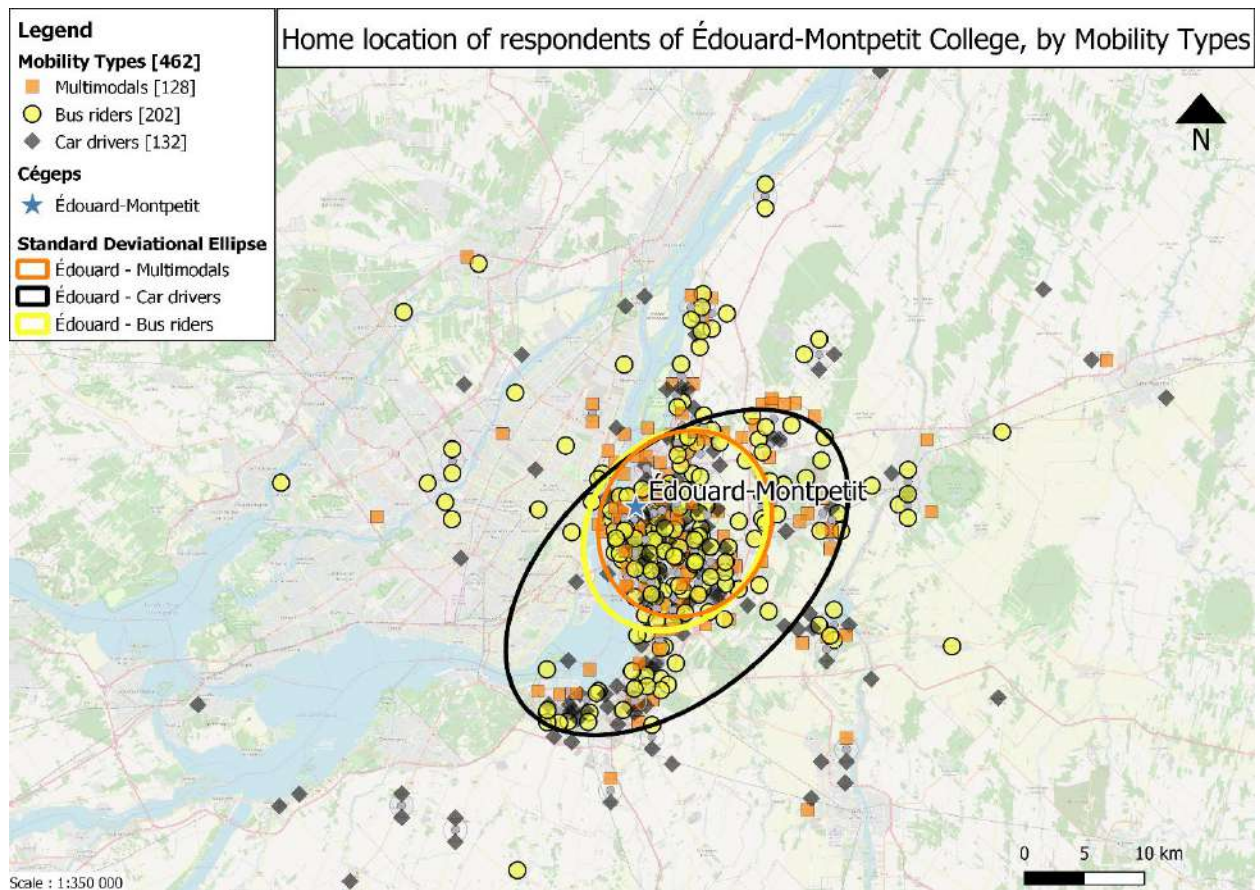 Home location of respondents of Édouard-Montpetit College, by Mobility Types
Legend
Mobility Types [462]
Multimodals [128]
Bus riders [202]
Car drivers [132]
Cégeps
Édouard-Montpetit
Standard Deviational Ellipse
Édouard - Multimodals
Édouard - Car drivers
Édouard - Bus riders
N
Édouard-Montpetit
0 5 10 km
Scale : 1:350 000